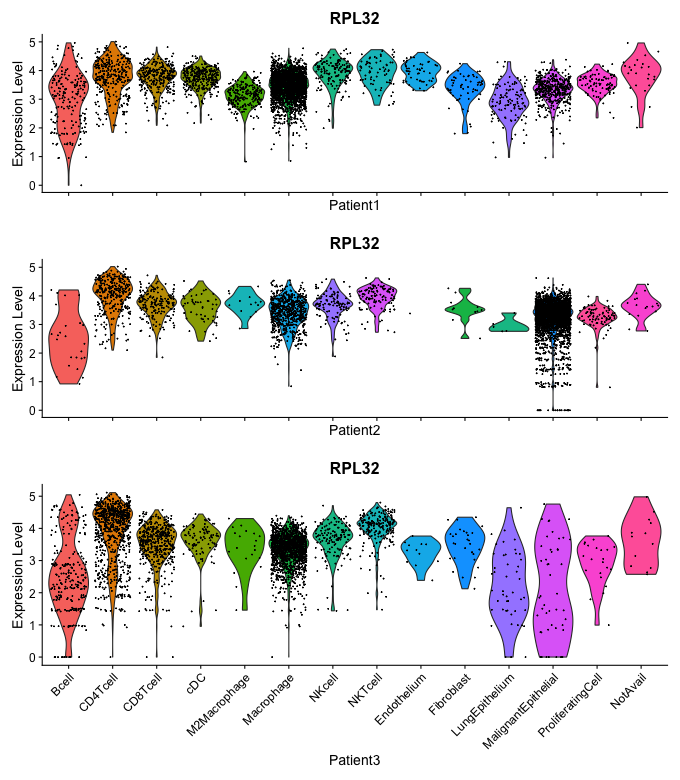 RPL32
Expression Level
5
4
3
2
1
0
Patient1
RPL32
Expression Level
5
4
3
2
1
0
Patient2
RPL32
Expression Level
5
4
3
2
1
0
Bcell
CD4Tcell
CD8Tcell
cDC
M2Macrophage
Macrophage
NKcell
NKTcell
Endothelium
Fibroblast
LungEpithelium
MalignantEpithelial
ProliferatingCell
NotAvail
Patient3